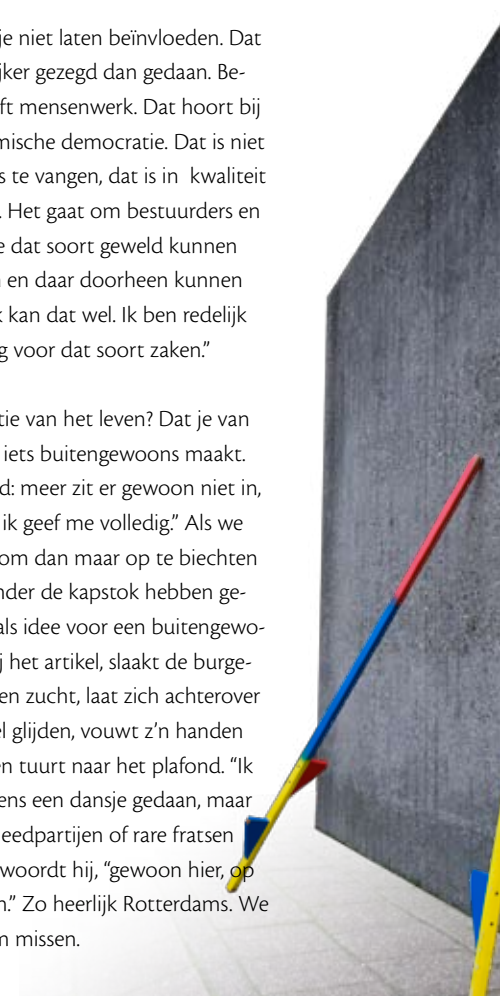 je niet laten beïnvloeden. Dat
jker gezegd dan gedaan. Be-
ft mensenwerk. Dat hoort bij
mische democratie. Dat is niet
s te vangen, dat is in kwaliteit
. Het gaat om bestuurders en
e dat soort geweld kunnen
en daar doorheen kunnen
k kan dat wel. Ik ben redelijk
g voor dat soort zaken.”
tie van het leven? Dat je van
iets buitengewoons maakt.
d: meer zit er gewoon niet in,
ik geef me volledig.” Als we
om dan maar op te biechten
nder de kapstok hebben ge-
als idee voor een buitengewo-
j het artikel, slaakt de burge-
en zucht, laat zich achterover
el glijden, vouwt z’n handen
en tuurt naar het plafond. “Ik
ens een dansje gedaan, maar
eedpartijen of rare fratsen
woordt hij, “gewoon hier, op
n.” Zo heerlijk Rotterdams. We
m missen.